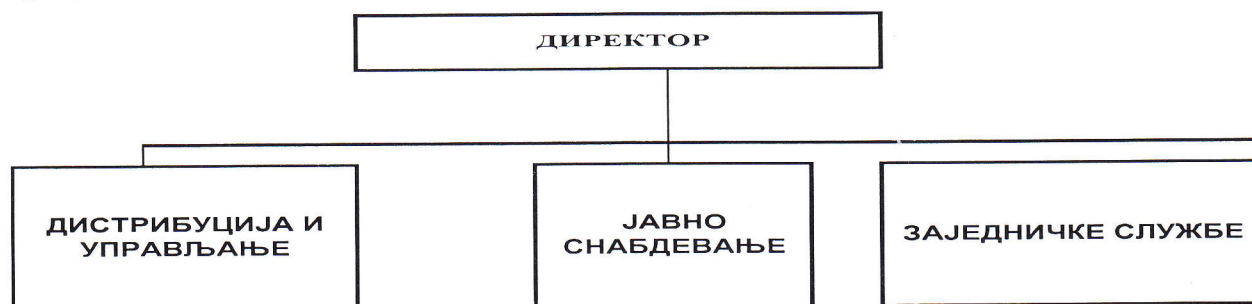 ДИРЕКТОР
ДИСТРИБУЦИЈА И
УПРАВЉАЊЕ
ЈАВНО
СНАБДЕВАЊЕ
ЗАЈЕДНИЧКЕ СЛУЖБЕ